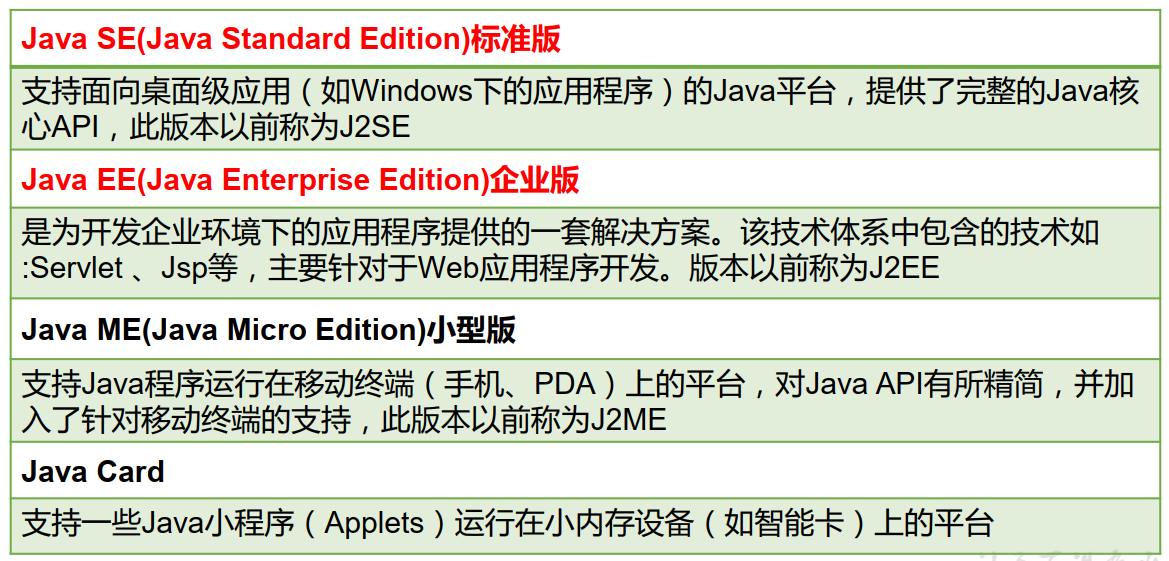 Java SE(Java Standard Edition)标准版
支持面向桌面级应用（如Windows下的应用程序）的Java平台，提供了完整的Java核
心API，此版本以前称为J2SE
Java EE(Java Enterprise Edition)企业版
是为开发企业环境下的应用程序提供的一套解决方案。该技术体系中包含的技术如
:Servlet 、Jsp等，主要针对于Web应用程序开发。版本以前称为J2EE
Java ME(Java Micro Edition)小型版
支持Java程序运行在移动终端（手机、PDA）上的平台，对Java API有所精简，并加
入了针对移动终端的支持，此版本以前称为J2ME
Java Card
支持一些Java小程序（Applets）运行在小内存设备（如智能卡）上的平台